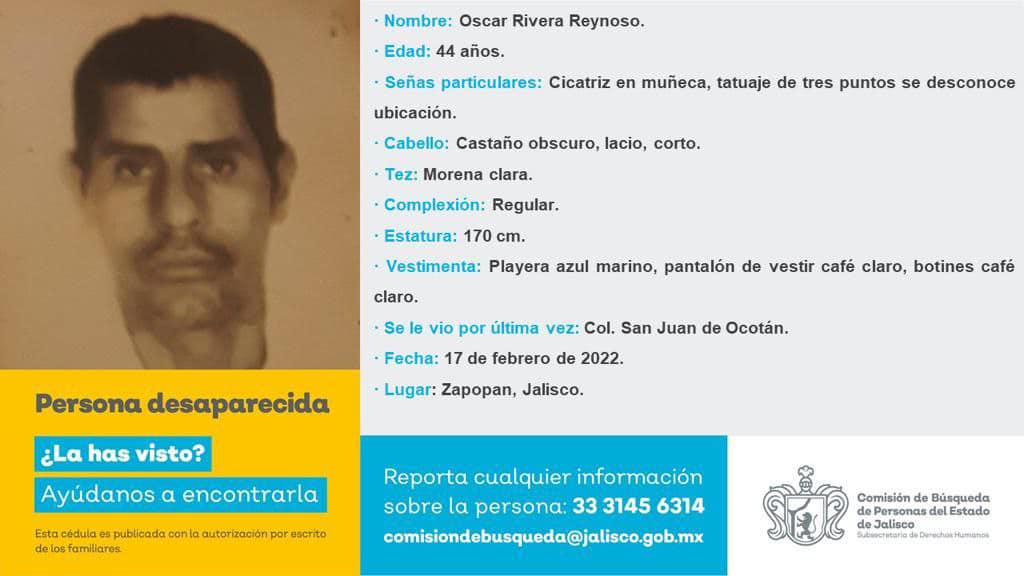 · Nombre: Oscar Rivera Reynoso.
· Edad: 44 años.
· Señas particulares: Cicatriz en muñeca, tatuaje de tres puntos se desconoce
ubicación.
· Cabello: Castaño obscuro, lacio, corto.
· Tez: Morena clara.
· Complexión: Regular.
· Estatura: 170 cm.
· Vestimenta: Playera azul marino, pantalón de vestir café claro, botines café
claro.
· Se le vio por última vez: Col. San Juan de Ocotán.
· Fecha: 17 de febrero de 2022.
· Lugar: Zapopan, Jalisco.
Persona desaparecida
¿La has visto?
Ayúdanos a encontrarla
Esta cédula es publicada con la autorización por escrito
de los familiares.
Reporta cualquier información
sobre la persona: 33 3145 6314
comisiondebusqueda@jalisco.gob.mx
Comisión de Búsqueda
de Personas del Estado
de Jalisco
Subsecretaría de Derechos Humanos